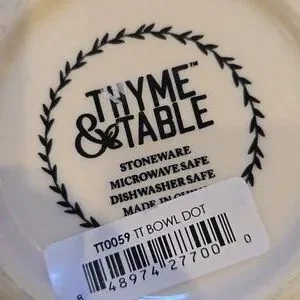 THYME™
& TABLE
STONEWARE
MICROWAVE SAFE
DISHWASHER SAFE
MADE IN
TT0059 TT BOWL DOT
8 48974 27700 0